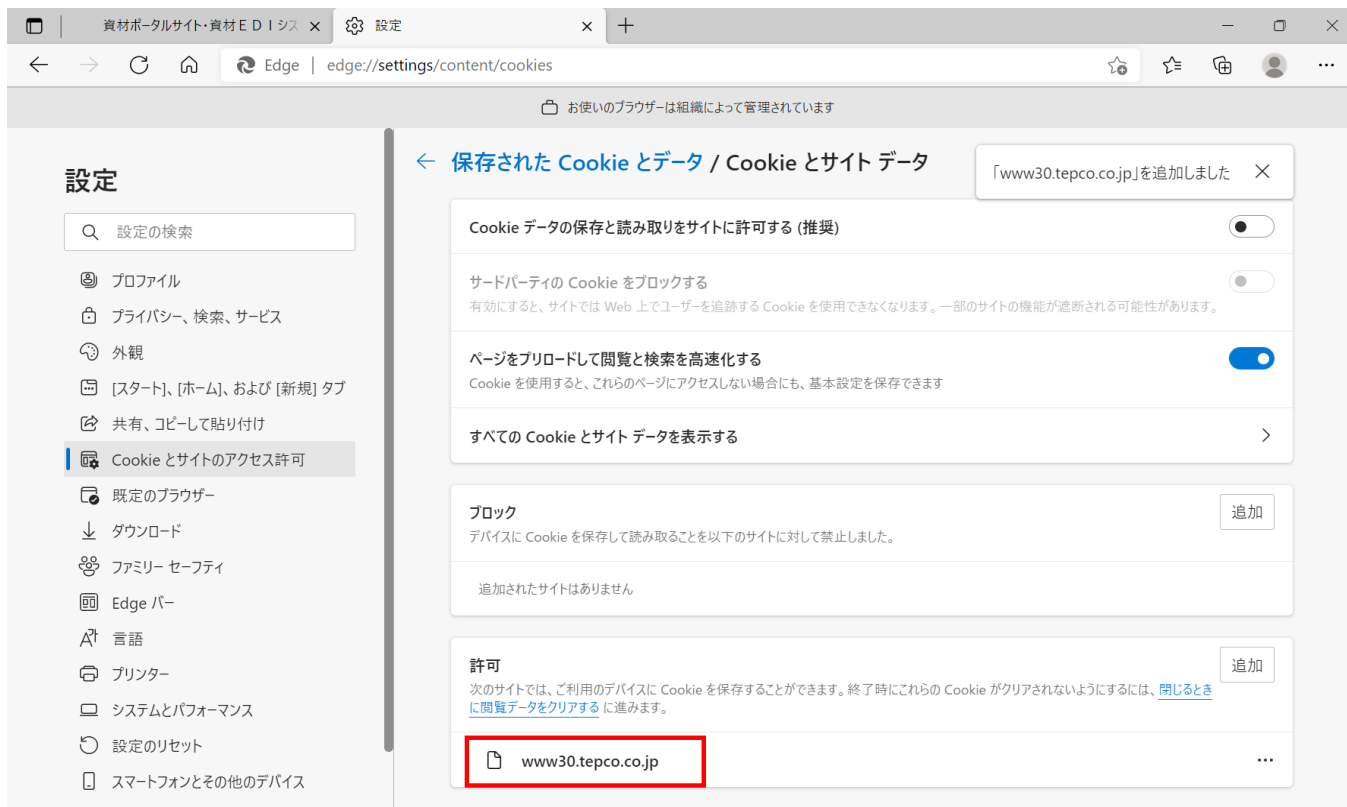 資材ポータルサイト・資材ＥＤＩシス
設定
Edge | edge://settings/content/cookies
お使いのブラウザーは組織によって管理されています
設定
設定の検索
プロファイル
プライバシー、検索、サービス
外観
[スタート]、[ホーム]、および [新規] タブ
共有、コピーして貼り付け
Cookie とサイトのアクセス許可
既定のブラウザー
ダウンロード
ファミリー セーフティ
Edge バー
言語
プリンター
システムとパフォーマンス
設定のリセット
スマートフォンとその他のデバイス
保存された Cookie とデータ / Cookie とサイト データ
「www30.tepco.co.jp」を追加しました
Cookie データの保存と読み取りをサイトに許可する (推奨)
サードパーティの Cookie をブロックする
有効にすると、サイトでは Web 上でユーザーを追跡する Cookie を使用できなくなります。一部のサイトの機能が遮断される可能性があります。
ページをプリロードして閲覧と検索を高速化する
Cookie を使用すると、これらのページにアクセスしない場合にも、基本設定を保存できます
すべての Cookie とサイト データを表示する
ブロック
追加
デバイスに Cookie を保存して読み取ることを以下のサイトに対して禁止しました。
追加されたサイトはありません
許可
追加
次のサイトでは、ご利用のデバイスに Cookie を保存することができます。終了時にこれらの Cookie がクリアされないようにするには、閉じるとき
に閲覧データをクリアする に進みます。
www30.tepco.co.jp